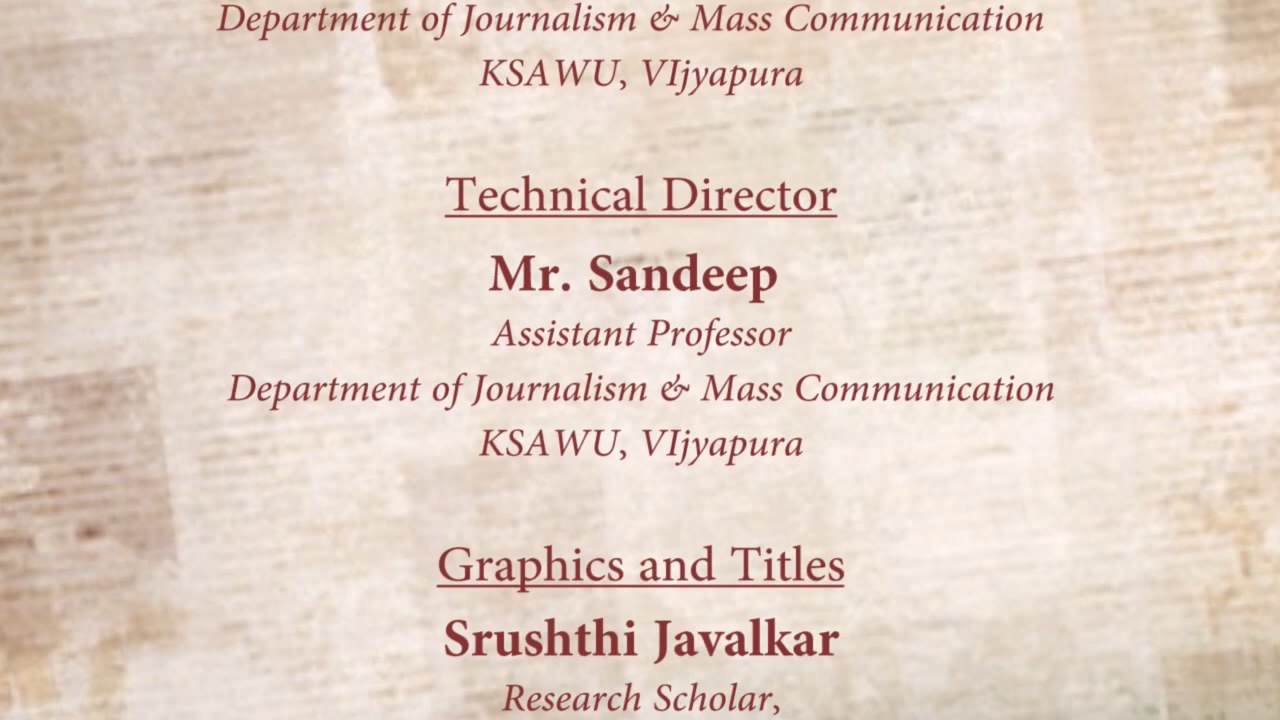 Department of Journalism & Mass Communication
KSAWU, VIjyapura
Technical Director
Mr. Sandeep
Assistant Professor
Department of Journalism & Mass Communication
KSAWU, VIjyapura
Graphics and Titles
Srushthi Javalkar
Research Scholar,